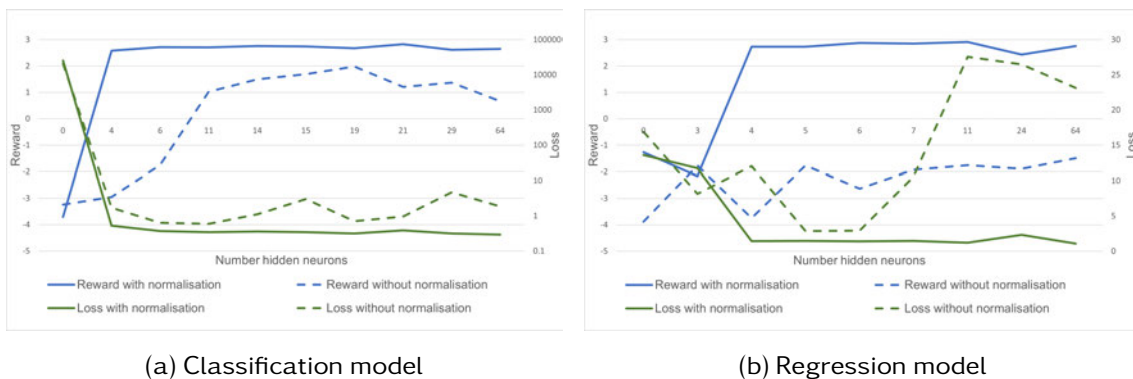 3
2
1
0
-1
-2
-3
-4
-5
Reward
0 4 6 11 14 15 19 21 29 64
Number hidden neurons
100000
10000
1000
100
10
1
0.1
Loss
Reward with normalisation
Reward without normalisation
Loss with normalisation
Loss without normalisation
(a) Classification model
3
2
1
0
-1
-2
-3
-4
-5
Reward
0 3 4 5 6 7 11 24 64
Number hidden neurons
30
25
20
15
10
5
0
Loss
Reward with normalisation
Reward without normalisation
Loss with normalisation
Loss without normalisation
(b) Regression model